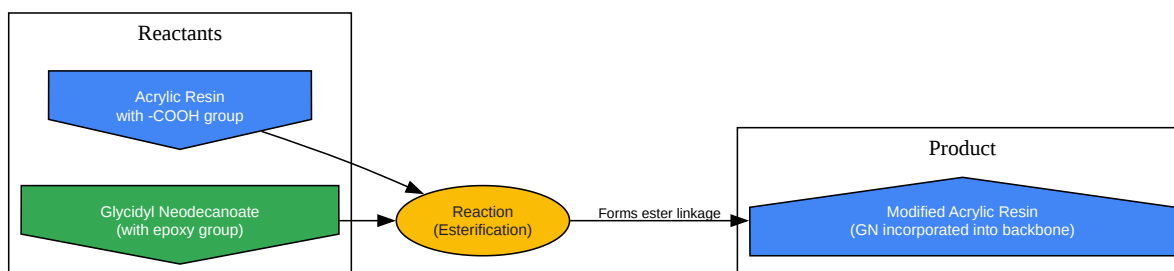 Reactants
Acrylic Resin
with -COOH group
Glycidyl Neodecanoate
(with epoxy group)
Reaction
(Esterification)
Forms ester linkage
Product
Modified Acrylic Resin
(GN incorporated into backbone)